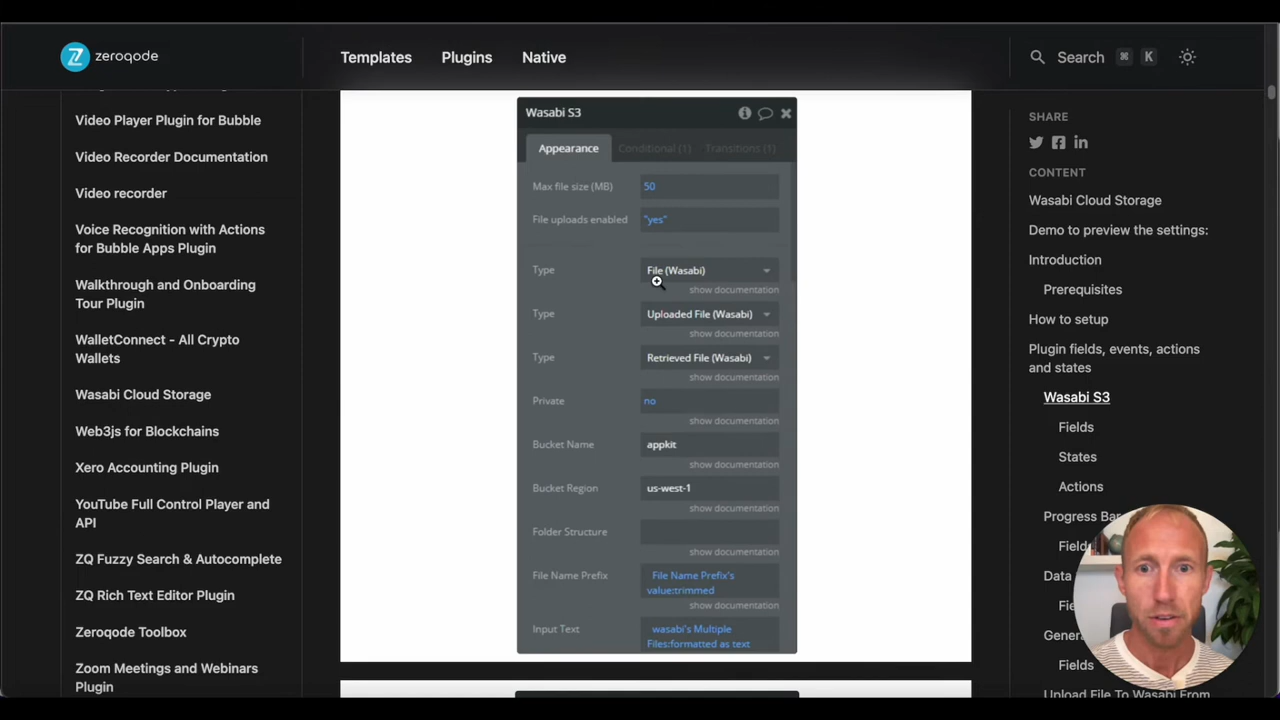 zeroqode
Templates
Plugins
Native
Search
⌘
K
Video Player Plugin for Bubble
Video Recorder Documentation
Video recorder
Voice Recognition with Actions
for Bubble Apps Plugin
Walkthrough and Onboarding
Tour Plugin
WalletConnect - All Crypto
Wallets
Wasabi Cloud Storage
Web3js for Blockchains
Xero Accounting Plugin
YouTube Full Control Player and
API
ZQ Fuzzy Search & Autocomplete
ZQ Rich Text Editor Plugin
Zeroqode Toolbox
Zoom Meetings and Webinars
Plugin
Wasabi S3
Appearance
Conditional (1)
Transitions (1)
Max file size (MB)
50
File uploads enabled
"yes"
Type
File (Wasabi)
show documentation
Type
Uploaded File (Wasabi)
show documentation
Type
Retrieved File (Wasabi)
show documentation
Private
no
show documentation
Bucket Name
appkit
show documentation
Bucket Region
us-west-1
show documentation
Folder Structure
show documentation
File Name Prefix
File Name Prefix's
value:trimmed
show documentation
Input Text
wasabi's Multiple
Files:formatted as text
SHARE
CONTENT
Wasabi Cloud Storage
Demo to preview the settings:
Introduction
Prerequisites
How to setup
Plugin fields, events, actions
and states
Wasabi S3
Fields
States
Actions
Progress Bar
Data
Upload File To Wasabi From